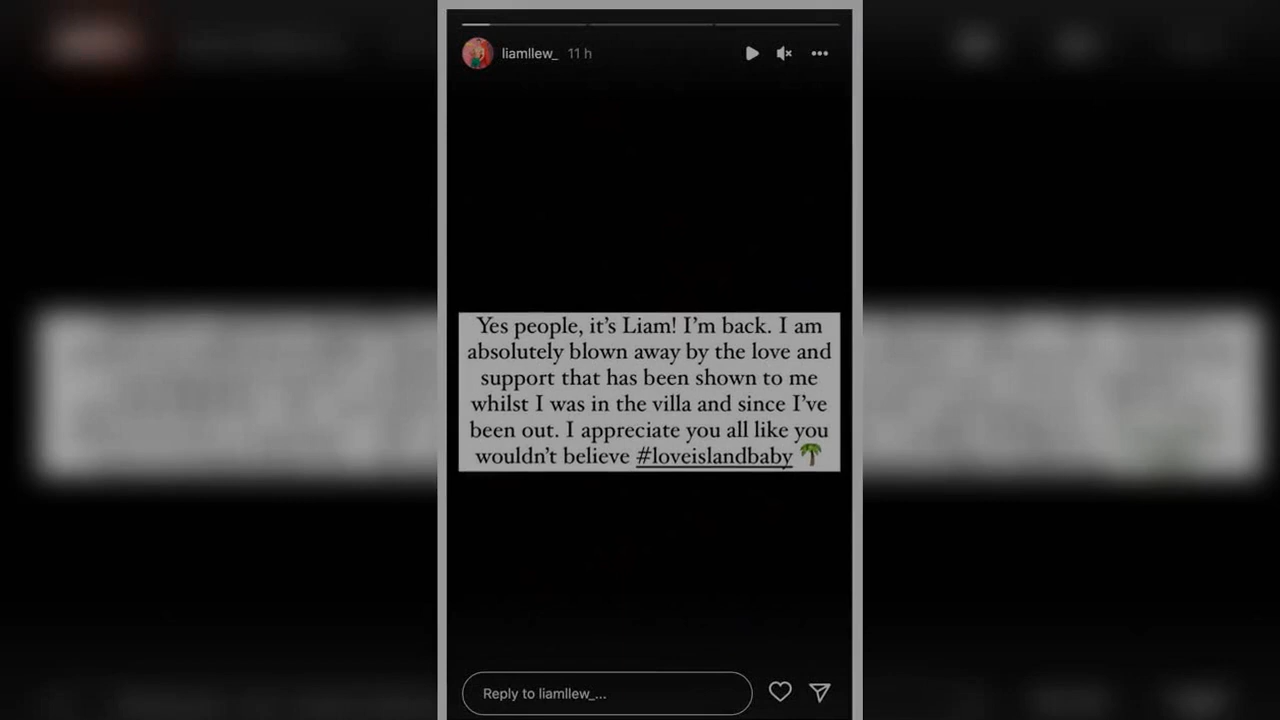 liamllew_ 11 h
Yes people, it's Liam! I'm back. I am
absolutely blown away by the love and
support that has been shown to me
whilst I was in the villa and since I've
been out. I appreciate you all like you
wouldn't believe #loveislandbaby 🌴
Reply to liamllew_...